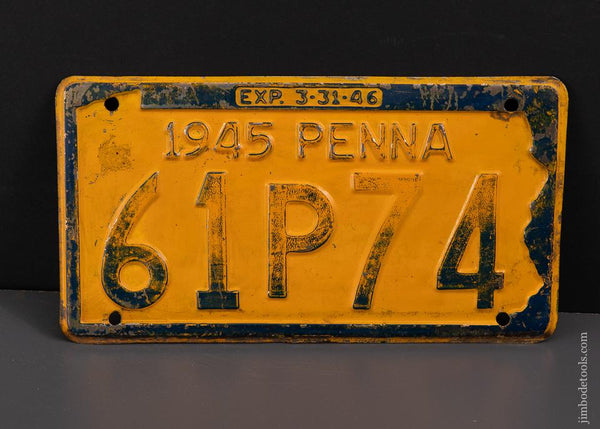 EXP. 3-31-46
1945 PENNA
61P74
jimbodetools.com